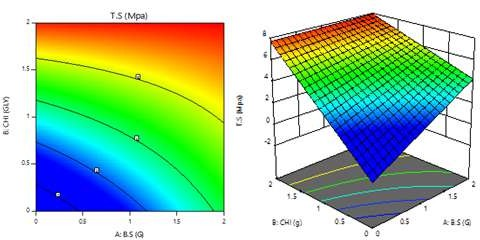 T.S (Mpa)
B: CHI (GLY)
2
1.5
1
0.5
0
0 0.5 1 1.5 2
A: B.S (G)
T.S (Mpa)
8
6
4
2
0
-2
2 1.5 1 0.5 0
B: CHI (g)
0 0.5 1 1.5 2
A: B.S (G)